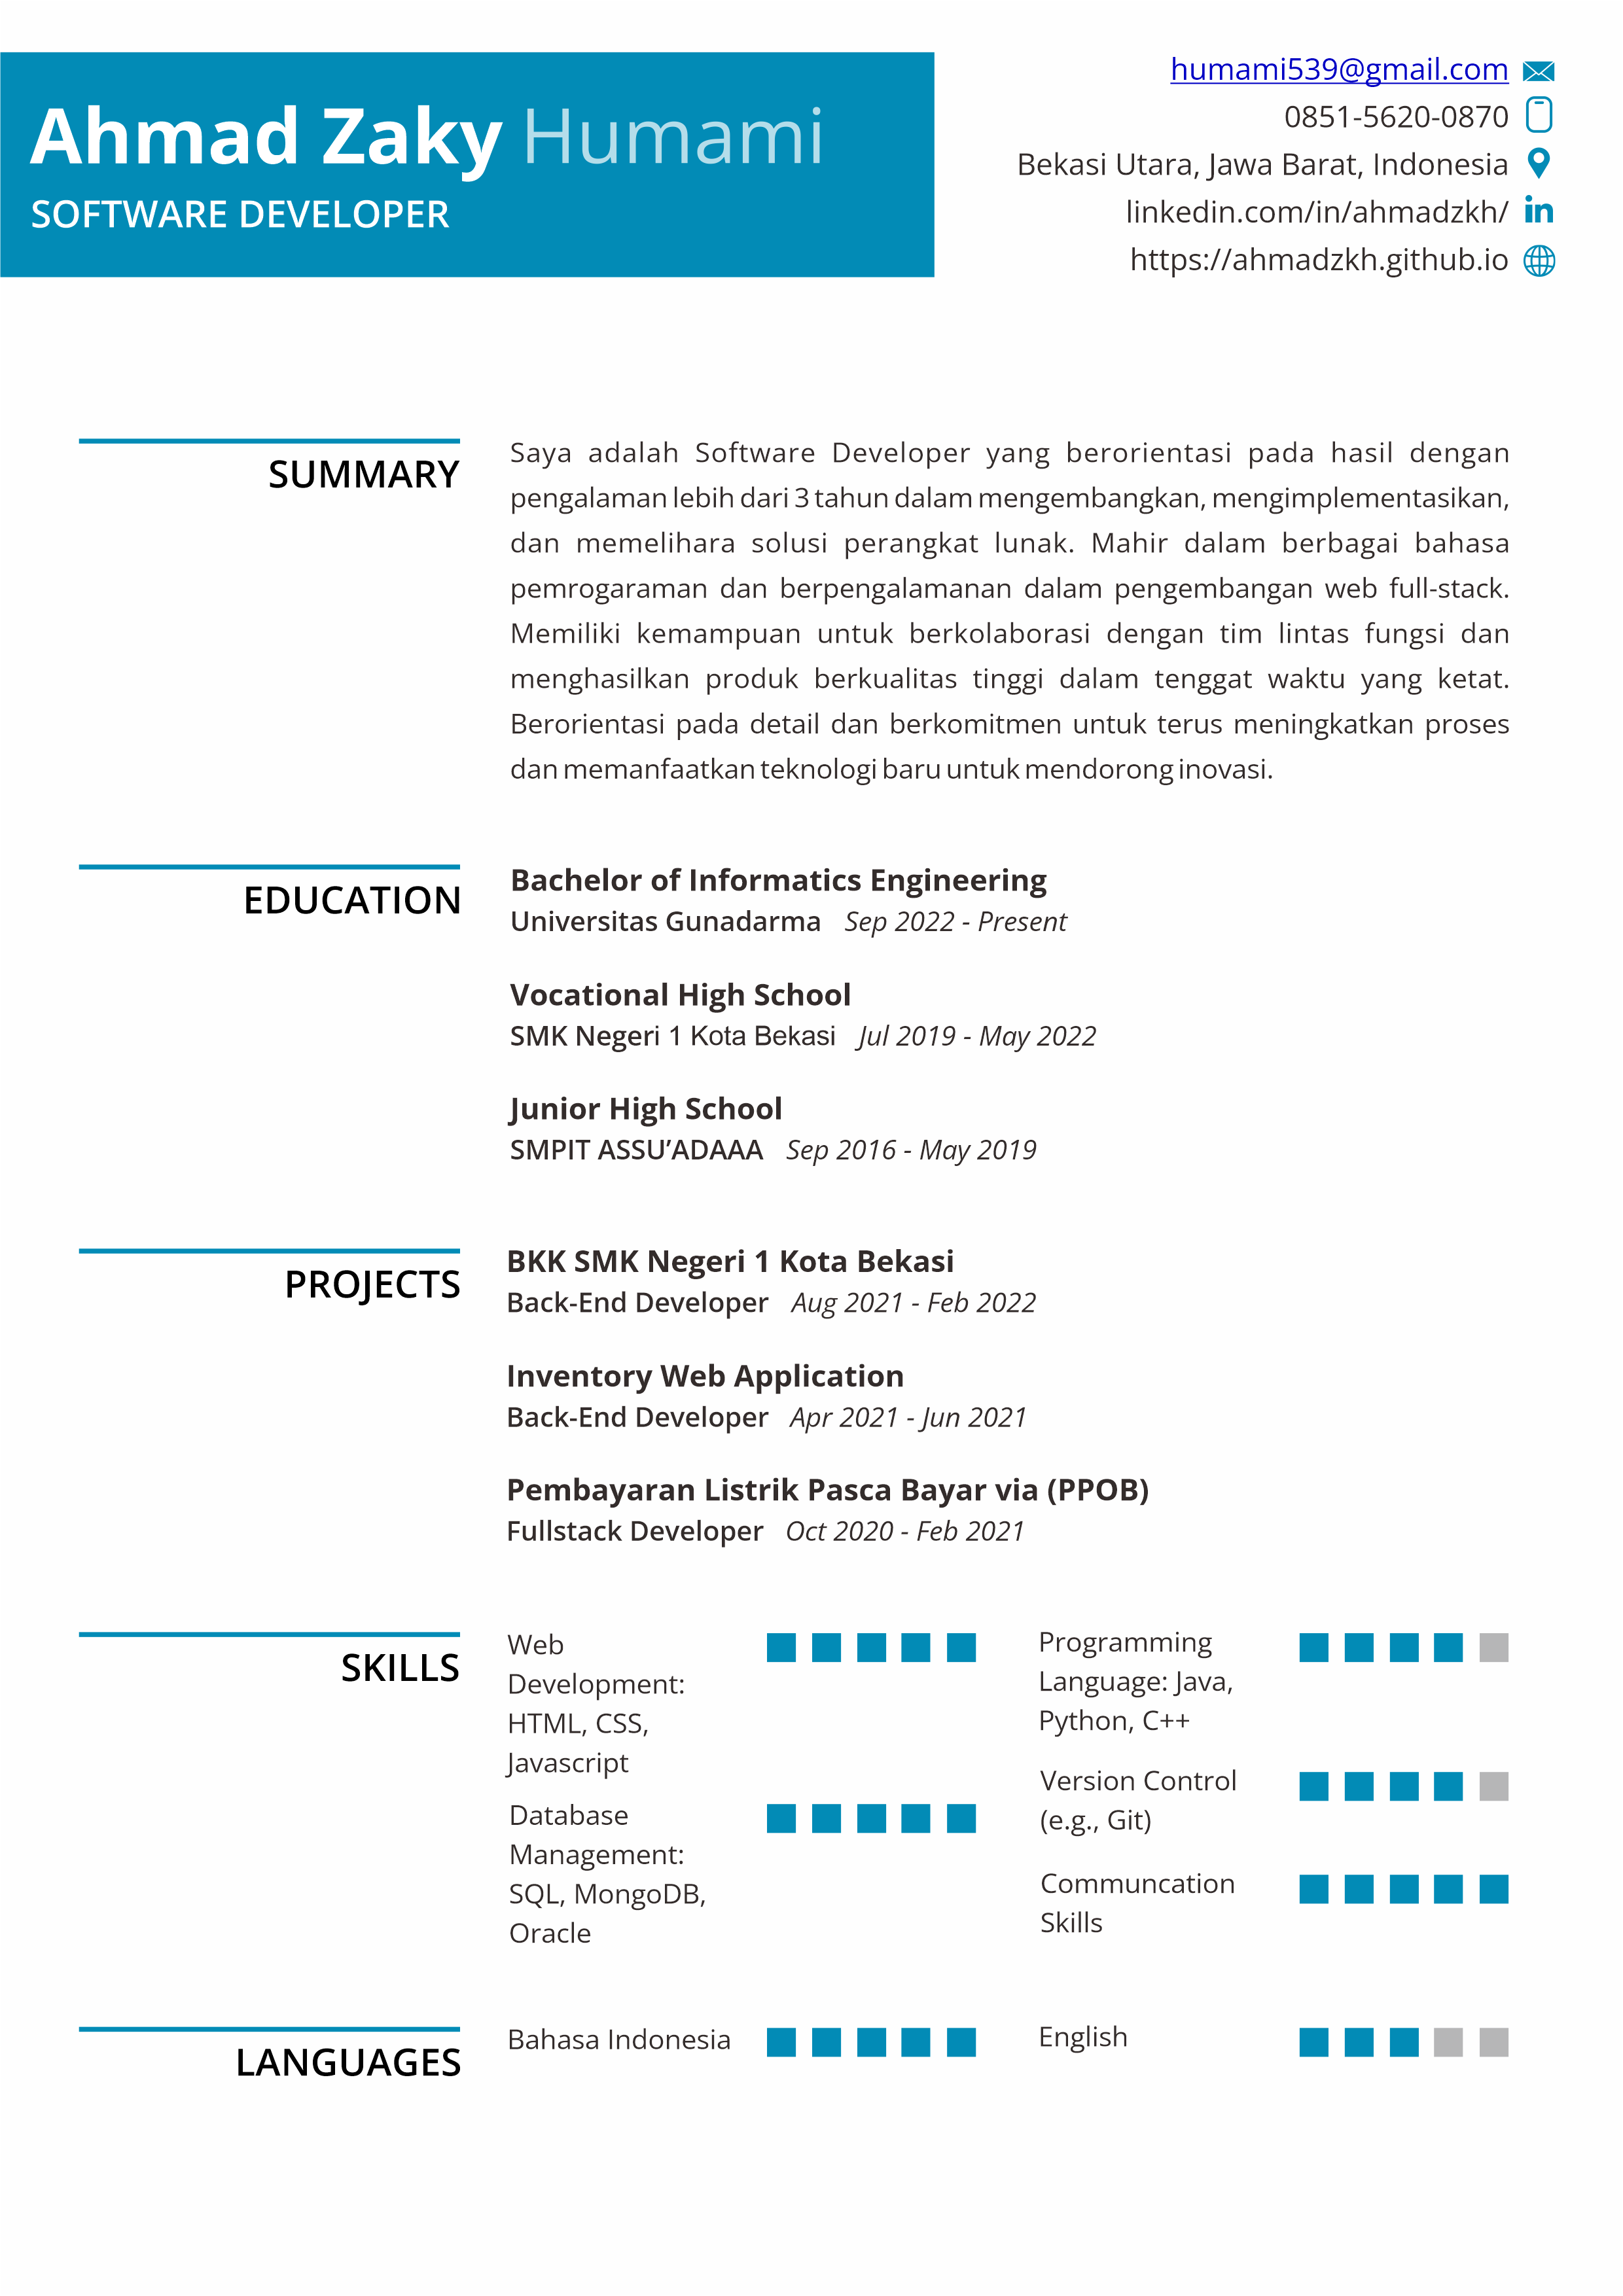 Ahmad Zaky Humami
SOFTWARE DEVELOPER
humami539@gmail.com
0851-5620-0870
Bekasi Utara, Jawa Barat, Indonesia
linkedin.com/in/ahmadzkh/
https://ahmadzkh.github.io
SUMMARY
Saya adalah Software Developer yang berorientasi pada hasil dengan
pengalaman lebih dari 3 tahun dalam mengembangkan, mengimplementasikan,
dan memelihara solusi perangkat lunak. Mahir dalam berbagai bahasa
pemrogaraman dan berpengalamanan dalam pengembangan web full-stack.
Memiliki kemampuan untuk berkolaborasi dengan tim lintas fungsi dan
menghasilkan produk berkualitas tinggi dalam tenggat waktu yang ketat.
Berorientasi pada detail dan berkomitmen untuk terus meningkatkan proses
dan memanfaatkan teknologi baru untuk mendorong inovasi.
EDUCATION
Bachelor of Informatics Engineering
Universitas Gunadarma Sep 2022 - Present
Vocational High School
SMK Negeri 1 Kota Bekasi Jul 2019 - May 2022
Junior High School
SMPIT ASSU’ADAAA Sep 2016 - May 2019
PROJECTS
BKK SMK Negeri 1 Kota Bekasi
Back-End Developer Aug 2021 - Feb 2022
Inventory Web Application
Back-End Developer Apr 2021 - Jun 2021
Pembayaran Listrik Pasca Bayar via (PPOB)
Fullstack Developer Oct 2020 - Feb 2021
SKILLS
Web
Development:
HTML, CSS,
Javascript
Database
Management:
SQL, MongoDB,
Oracle
Programming
Language: Java,
Python, C++
Version Control
(e.g., Git)
Communcation
Skills
LANGUAGES
Bahasa Indonesia
English